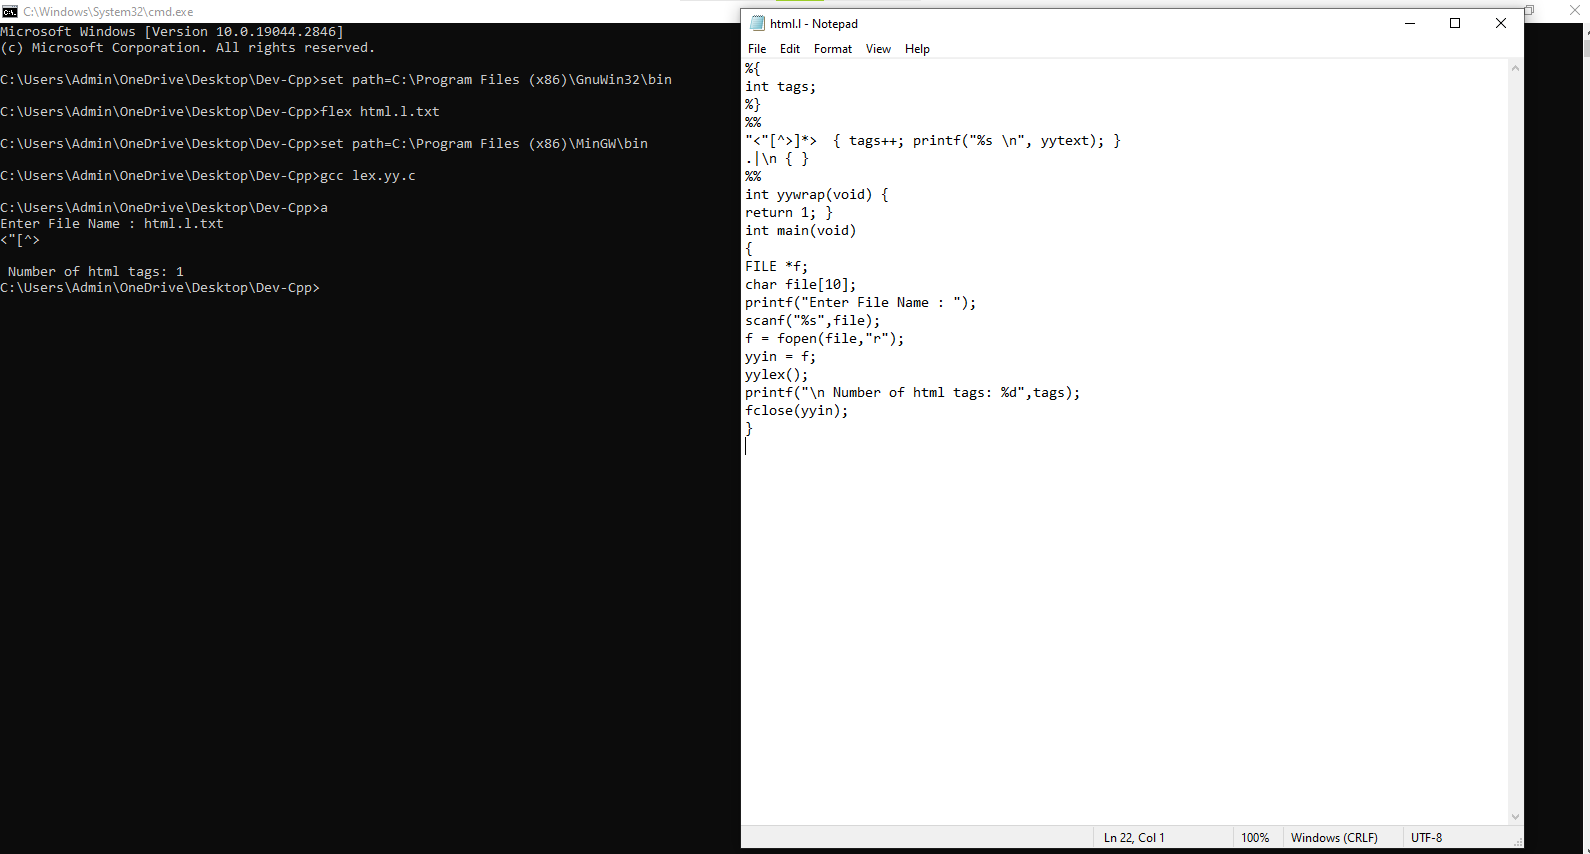 C:\Windows\System32\cmd.exe
Microsoft Windows [Version 10.0.19044.2846]
(c) Microsoft Corporation. All rights reserved.
C:\Users\Admin\OneDrive\Desktop\Dev-Cpp>set path=C:\Program Files (x86)\GnuWin32\bin
C:\Users\Admin\OneDrive\Desktop\Dev-Cpp>flex html.l.txt
C:\Users\Admin\OneDrive\Desktop\Dev-Cpp>set path=C:\Program Files (x86)\MinGW\bin
C:\Users\Admin\OneDrive\Desktop\Dev-Cpp>gcc lex.yy.c
C:\Users\Admin\OneDrive\Desktop\Dev-Cpp>a
Enter File Name : html.l.txt
<"[^>
Number of html tags: 1
C:\Users\Admin\OneDrive\Desktop\Dev-Cpp>
html.l - Notepad
File Edit Format View Help
%{
int tags;
%}
%%
"<"[^>]*>  { tags++; printf("%s \n", yytext); }
.|\n { }
%%
int yywrap(void) {
return 1; }
int main(void)
{
FILE *f;
char file[10];
printf("Enter File Name : ");
scanf("%s",file);
f = fopen(file,"r");
yyin = f;
yylex();
printf("\n Number of html tags: %d",tags);
fclose(yyin);
}
Ln 22, Col 1 100% Windows (CRLF) UTF-8